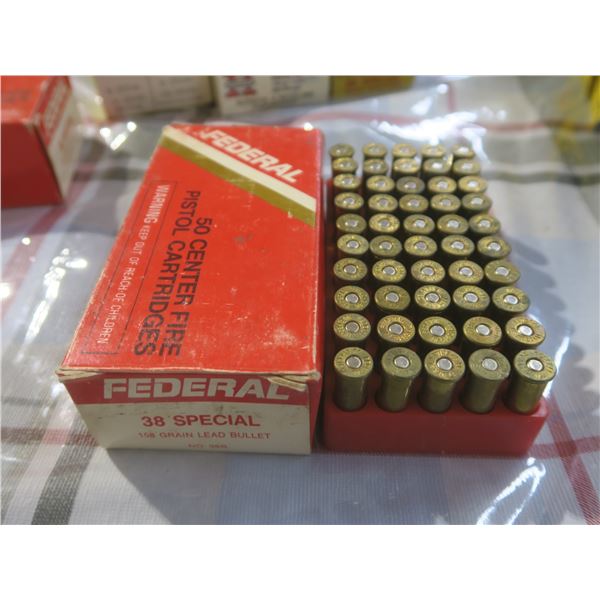 FEDERAL
50 CENTER FIRE
PISTOL CARTRIDGES
WARNING KEEP OUT OF REACH OF CHILDREN
FEDERAL
38 SPECIAL
158 GRAIN LEAD BULLET